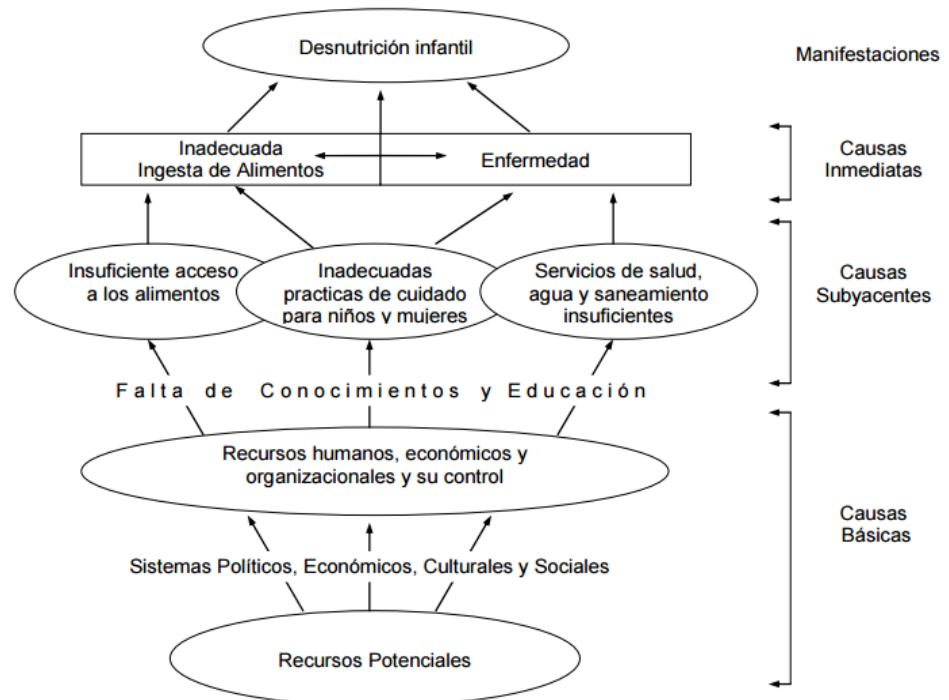 Desnutrición infantil
Manifestaciones
Inadecuada
Ingesta de Alimentos
Enfermedad
Causas
Inmediatas
Insuficiente acceso
a los alimentos
Inadecuadas
practicas de cuidado
para niños y mujeres
Servicios de salud,
agua y saneamiento
insuficientes
Causas
Subyacentes
Falta de Conocimientos y Educación
Recursos humanos, económicos y
organizacionales y su control
Causas
Básicas
Sistemas Políticos, Económicos, Culturales y Sociales
Recursos Potenciales